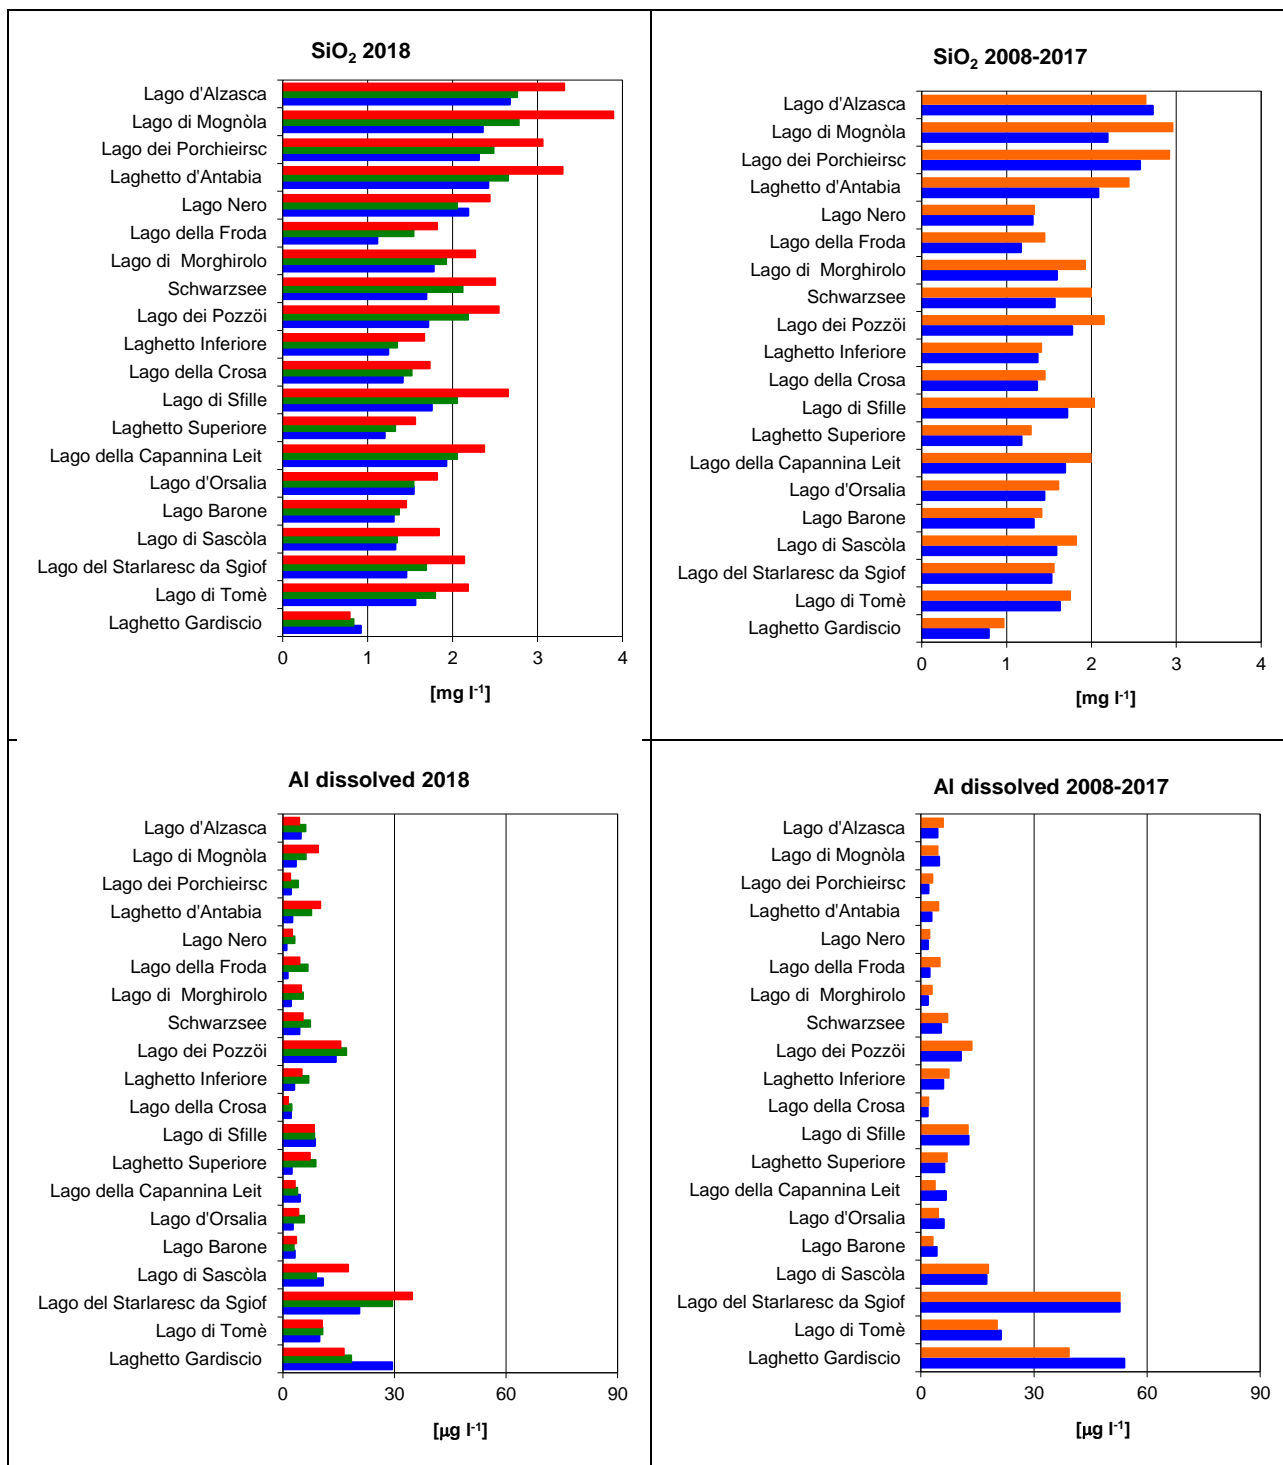 SiO2 2018
Lago d'Alzasca
Lago di Mognòla
Lago dei Porchieirsc
Laghetto d'Antabia
Lago Nero
Lago della Froda
Lago di  Morghirolo
Schwarzsee
Lago dei Pozzöi
Laghetto Inferiore
Lago della Crosa
Lago di Sfille
Laghetto Superiore
Lago della Capannina Leit
Lago d'Orsalia
Lago Barone
Lago di Sascòla
Lago del Starlaresc da Sgiof
Lago di Tomè
Laghetto Gardiscio
0 1 2 3 4
[mg l-1]
SiO2 2008-2017
Lago d'Alzasca
Lago di Mognòla
Lago dei Porchieirsc
Laghetto d'Antabia
Lago Nero
Lago della Froda
Lago di  Morghirolo
Schwarzsee
Lago dei Pozzöi
Laghetto Inferiore
Lago della Crosa
Lago di Sfille
Laghetto Superiore
Lago della Capannina Leit
Lago d'Orsalia
Lago Barone
Lago di Sascòla
Lago del Starlaresc da Sgiof
Lago di Tomè
Laghetto Gardiscio
0 1 2 3 4
[mg l-1]
Al dissolved 2018
Lago d'Alzasca
Lago di Mognòla
Lago dei Porchieirsc
Laghetto d'Antabia
Lago Nero
Lago della Froda
Lago di  Morghirolo
Schwarzsee
Lago dei Pozzöi
Laghetto Inferiore
Lago della Crosa
Lago di Sfille
Laghetto Superiore
Lago della Capannina Leit
Lago d'Orsalia
Lago Barone
Lago di Sascòla
Lago del Starlaresc da Sgiof
Lago di Tomè
Laghetto Gardiscio
0 30 60 90
[µg l-1]
Al dissolved 2008-2017
Lago d'Alzasca
Lago di Mognòla
Lago dei Porchieirsc
Laghetto d'Antabia
Lago Nero
Lago della Froda
Lago di  Morghirolo
Schwarzsee
Lago dei Pozzöi
Laghetto Inferiore
Lago della Crosa
Lago di Sfille
Laghetto Superiore
Lago della Capannina Leit
Lago d'Orsalia
Lago Barone
Lago di Sascòla
Lago del Starlaresc da Sgiof
Lago di Tomè
Laghetto Gardiscio
0 30 60 90
[µg l-1]